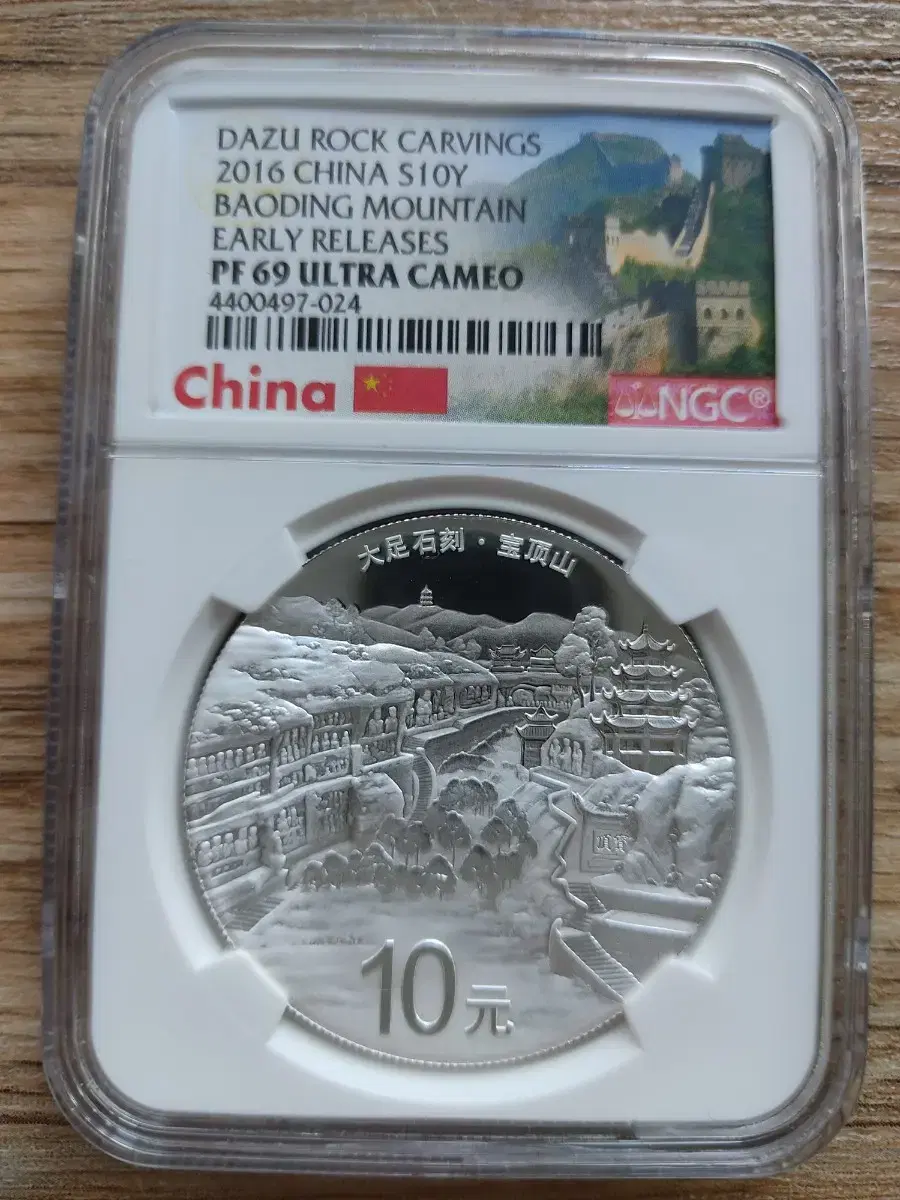 DAZU ROCK CARVINGS
2016 CHINA S10Y
BAODING MOUNTAIN
EARLY RELEASES
PF 69 ULTRA CAMEO
4400497-024
China
NGC®
大足石刻·宝顶山
10元